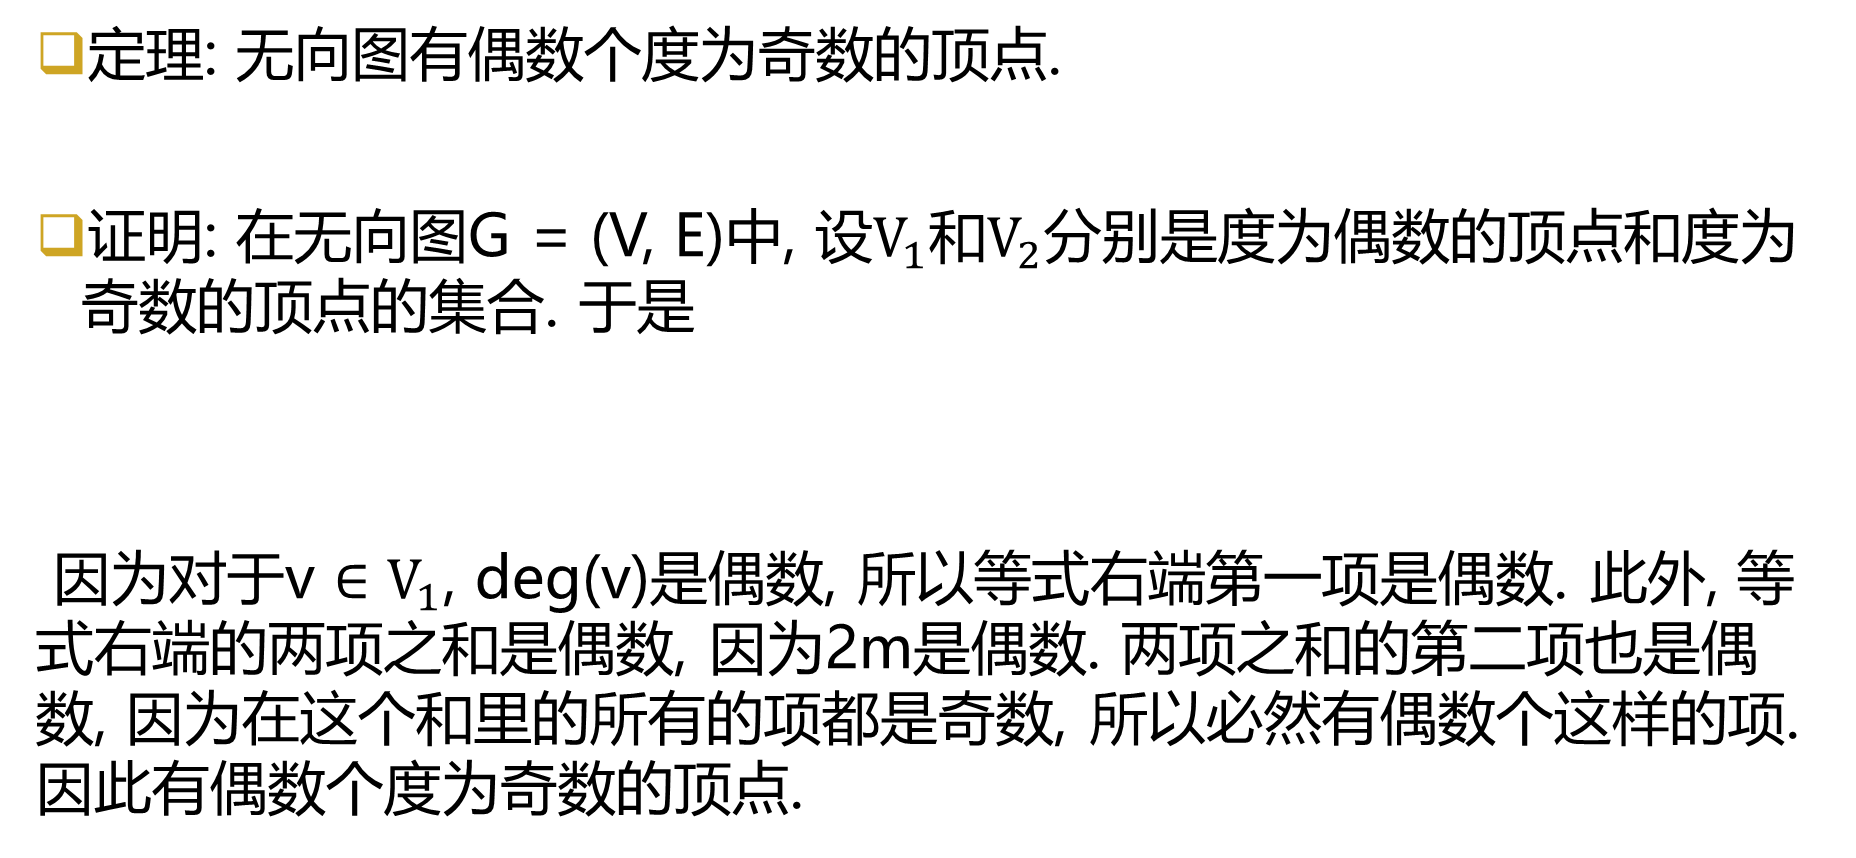 定理: 无向图有偶数个度为奇数的顶点.
证明: 在无向图G = (V, E)中, 设V₁和V₂分别是度为偶数的顶点和度为
奇数的顶点的集合. 于是
因为对于v ∈ V₁, deg(v)是偶数, 所以等式右端第一项是偶数. 此外, 等
式右端的两项之和是偶数, 因为2m是偶数. 两项之和的第二项也是偶
数, 因为在这个和里的所有的项都是奇数, 所以必然有偶数个这样的项.
因此有偶数个度为奇数的顶点.